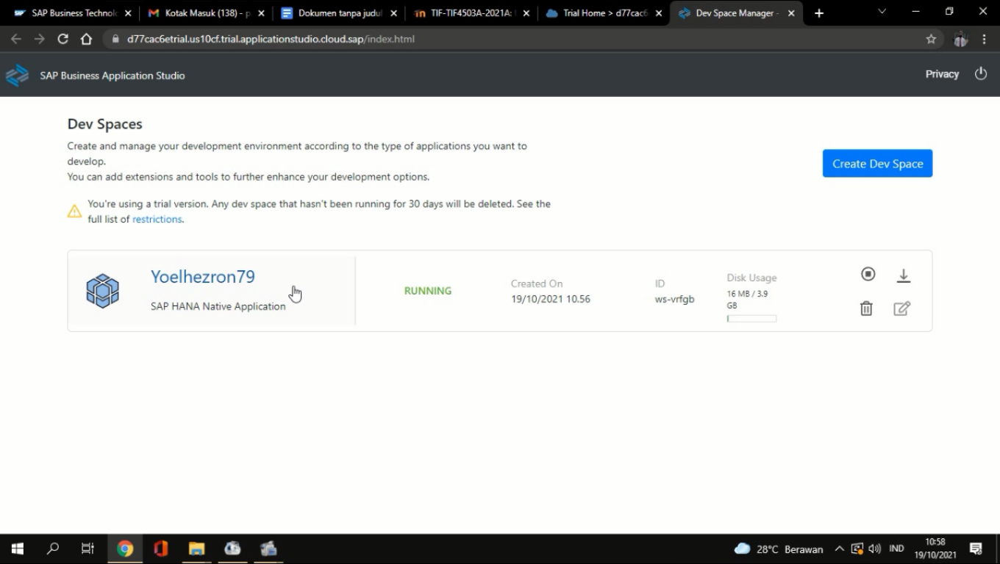 SAP Business Technol
Kotak Masuk (138) - p
Dokumen tanpa judul
TIF-TIF4503A-2021A:
Trial Home > d77cac6
Dev Space Manager -
d77cac6etrial.us10cf.trial.applicationstudio.cloud.sap/index.html
SAP Business Application Studio
Privacy
Dev Spaces
Create and manage your development environment according to the type of applications you want to
develop.
You can add extensions and tools to further enhance your development options.
Create Dev Space
You're using a trial version. Any dev space that hasn't been running for 30 days will be deleted. See the
full list of restrictions.
Yoelhezron79
SAP HANA Native Application
RUNNING
Created On
19/10/2021 10.56
ID
ws-vrfgb
Disk Usage
16 MB / 3.9
GB
28°C Berawan
IND
10:58
19/10/2021